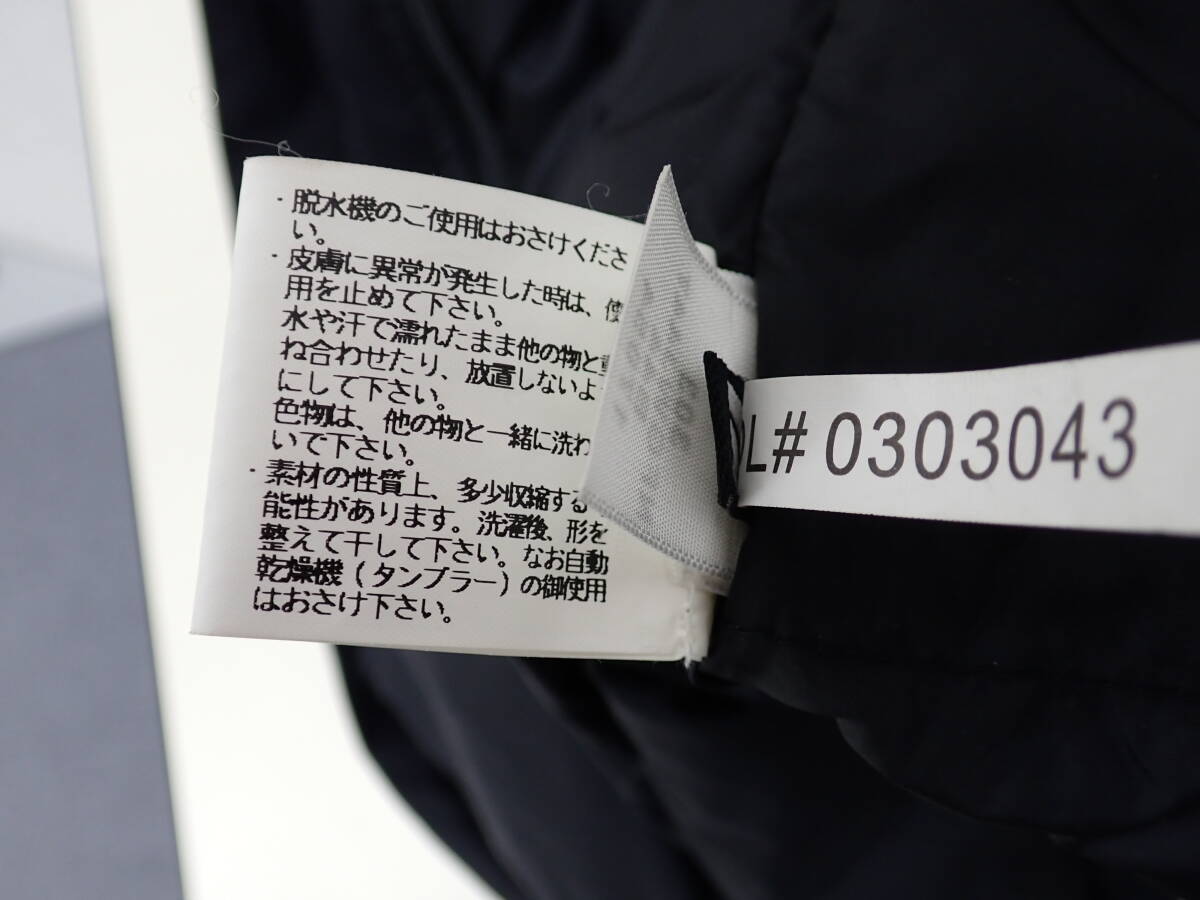 ・脱水機のご使用はおさけくださ
い。
・皮膚に異常が発生した時は、使
用を止めて下さい。
水や汗で濡れたまま他の物と重
ね合わせたり、放置しないよ
にして下さい。
色物は、他の物と一緒に洗わ
いで下さい。
・素材の性質上、多少収縮する
能性があります。洗濯後、形を
整えて干して下さい。なお自動
乾燥機(タンブラー)の御使用
はおさけ下さい。
OL# 0303043